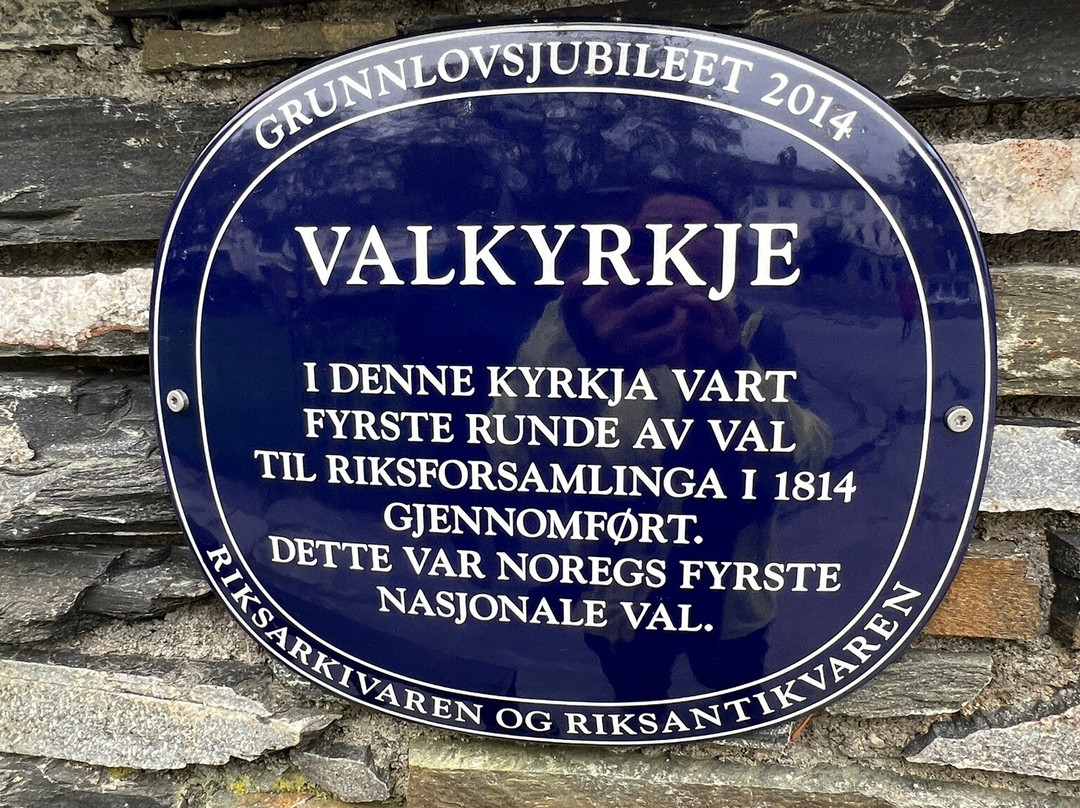 GRUNNLOVSJUBILEET 2014
VALKYRKJE
I DENNE KYRKJA VART
FYRSTE RUNDE AV VAL
TIL RIKSFORSAMLINGA I 1814
GJENNOMFØRT.
DETTE VAR NOREGS FYRSTE
NASJONALE VAL.
RIKSARKIVAREN OG RIKSANTIKVAREN